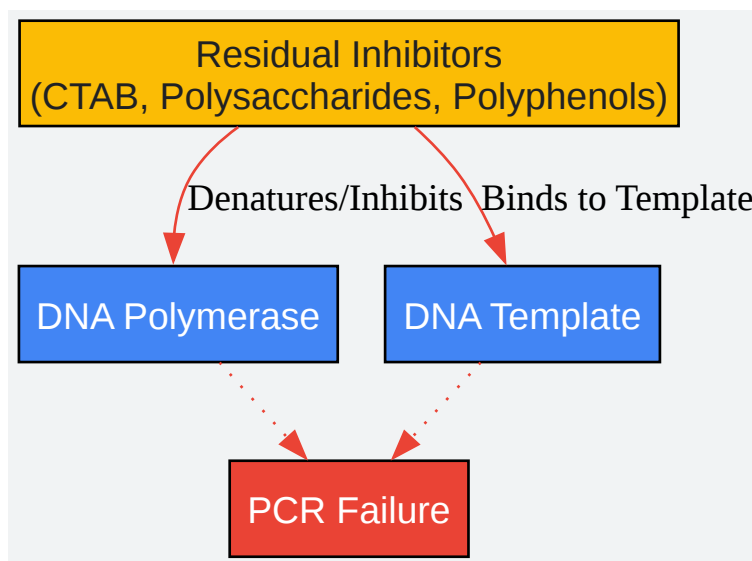 Residual Inhibitors
(CTAB, Polysaccharides, Polyphenols)
Denatures/Inhibits
Binds to Template
DNA Polymerase
DNA Template
PCR Failure